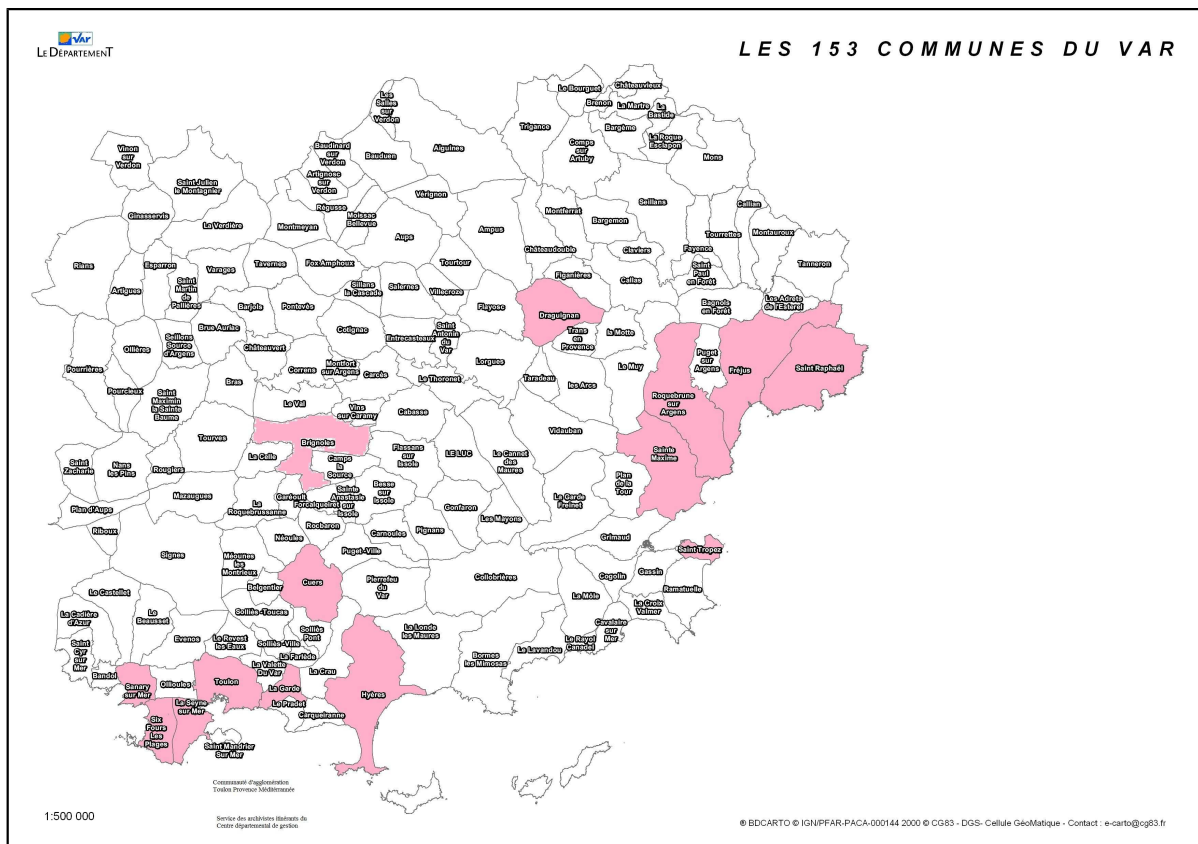 Var
LE DÉPARTEMENT
LES 153 COMMUNES DU VAR
Les
Salles
sur
Verdon
Le Bourguet
Châteauvieux
Brenon
La Martre
La
Bastide
Trigance
Bargème
Comps
sur
Artuby
La Roque
Esclapon
Mons
Vinon
sur
Verdon
Baudinard
sur
Verdon
Bauduen
Aiguines
Saint Julien
le Montagnier
Artignosc
sur
Verdon
Vérignon
Régusse
Moissac
Bellevue
Ginasservis
La Verdière
Montmeyan
Aups
Ampus
Montferrat
Bargemon
Seillans
Callian
Tourrettes
Montauroux
Châteaudouble
Claviers
Fayence
Saint
Paul
en Forêt
Tanneron
Rians
Esparron
Artigues
Varages
Tavernes
Fox Amphoux
Tourtour
Saint
Martin
de
Pallières
Sillans
la Cascade
Salernes
Villecroze
Figanières
Callas
Les Adrets
de l'Esterel
Bagnols
en Forêt
Barjols
Pontevès
Flayosc
Draguignan
Trans
en
Provence
la Motte
Brue Auriac
Cotignac
Saint
Antonin
du
Var
Entrecasteaux
Ollières
Seillons
Source
d'Argens
Châteauvert
Lorgues
Puget
sur
Argens
Fréjus
Saint Raphaël
Pourrières
Pourcieux
Correns
Montfort
sur Argens
Carcès
Le Thoronet
Taradeau
les Arcs
Le Muy
Bras
Saint
Maximin
la Sainte
Baume
Le Val
Vins
sur Caramy
Cabasse
Roquebrune
sur
Argens
Tourves
Brignoles
Vidauban
Sainte
Maxime
La Celle
Camps
la
Source
Flassans
sur
Issole
LE LUC
Le Cannet
des
Maures
Saint
Zacharie
Nans
les Pins
Rougiers
Plan
de la
Tour
Mazaugues
La
Roquebrussanne
Garéoult
Forcalqueiret
Sainte
Anastasie
sur
Issole
Besse
sur
Issole
La Garde
Freinet
Gonfaron
Les Mayons
Plan d'Aups
Riboux
Rocbaron
Néoules
Carnoules
Pignans
Grimaud
Signes
Méounes
les
Montrieux
Puget-Ville
Saint Tropez
Cuers
Pierrefeu
du
Var
Collobrières
Cogolin
Gassin
Belgentier
Ramatuelle
Le Castellet
La Môle
La Croix
Valmer
Le
Beausset
Solliès-Toucas
La Cadière
d'Azur
Solliès
Pont
La Londe
les Maures
Cavalaire
sur
Mer
Evenos
Le Revest
les Eaux
Solliès-Ville
Le Rayol
Canadel
Saint
Cyr
sur
Mer
La Farlède
Le Lavandou
Bormes
les Mimosas
La Valette
Du Var
La Crau
Bandol
Sanary
sur Mer
Ollioules
Toulon
La Garde
Hyères
La Seyne
sur Mer
Le Pradet
Carqueiranne
Six
Fours
Les
Plages
Saint Mandrier
Sur Mer
Communauté d'agglomération
Toulon Provence Méditerrannée
1:500 000
Service des archivistes itinérants du
Centre départemental de gestion
® BDCARTO © IGN/PFAR-PACA-000144 2000 © CG83 - DGS- Cellule GéoMatique - Contact : e-carto@cg83.fr